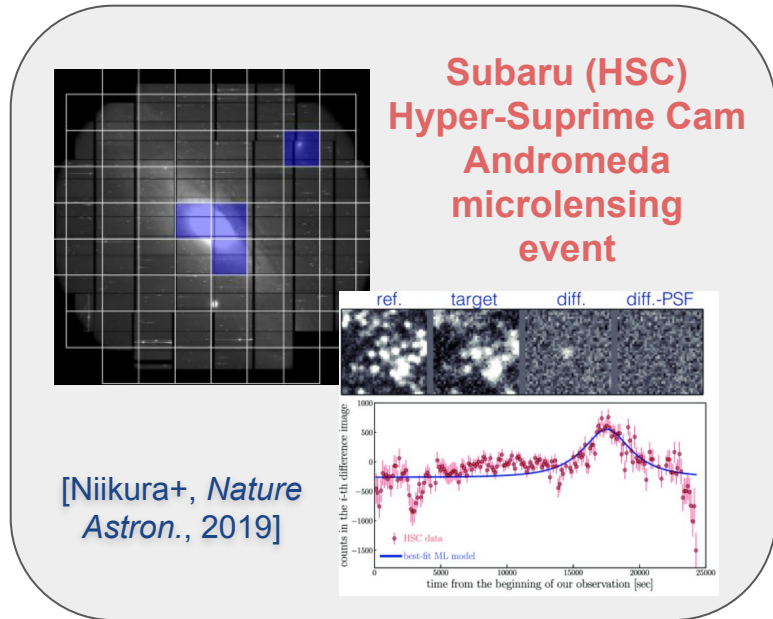 Subaru (HSC)
Hyper-Suprime Cam
Andromeda
microlensing
event
ref. target diff. diff.-PSF
1000
500
0
−500
−1000
−1500
counts in the i-th difference image
HSC data
best-fit ML model
0 5000 10000 15000 20000 25000
time from the beginning of our observation [sec]
[Niikura+, Nature
Astron., 2019]